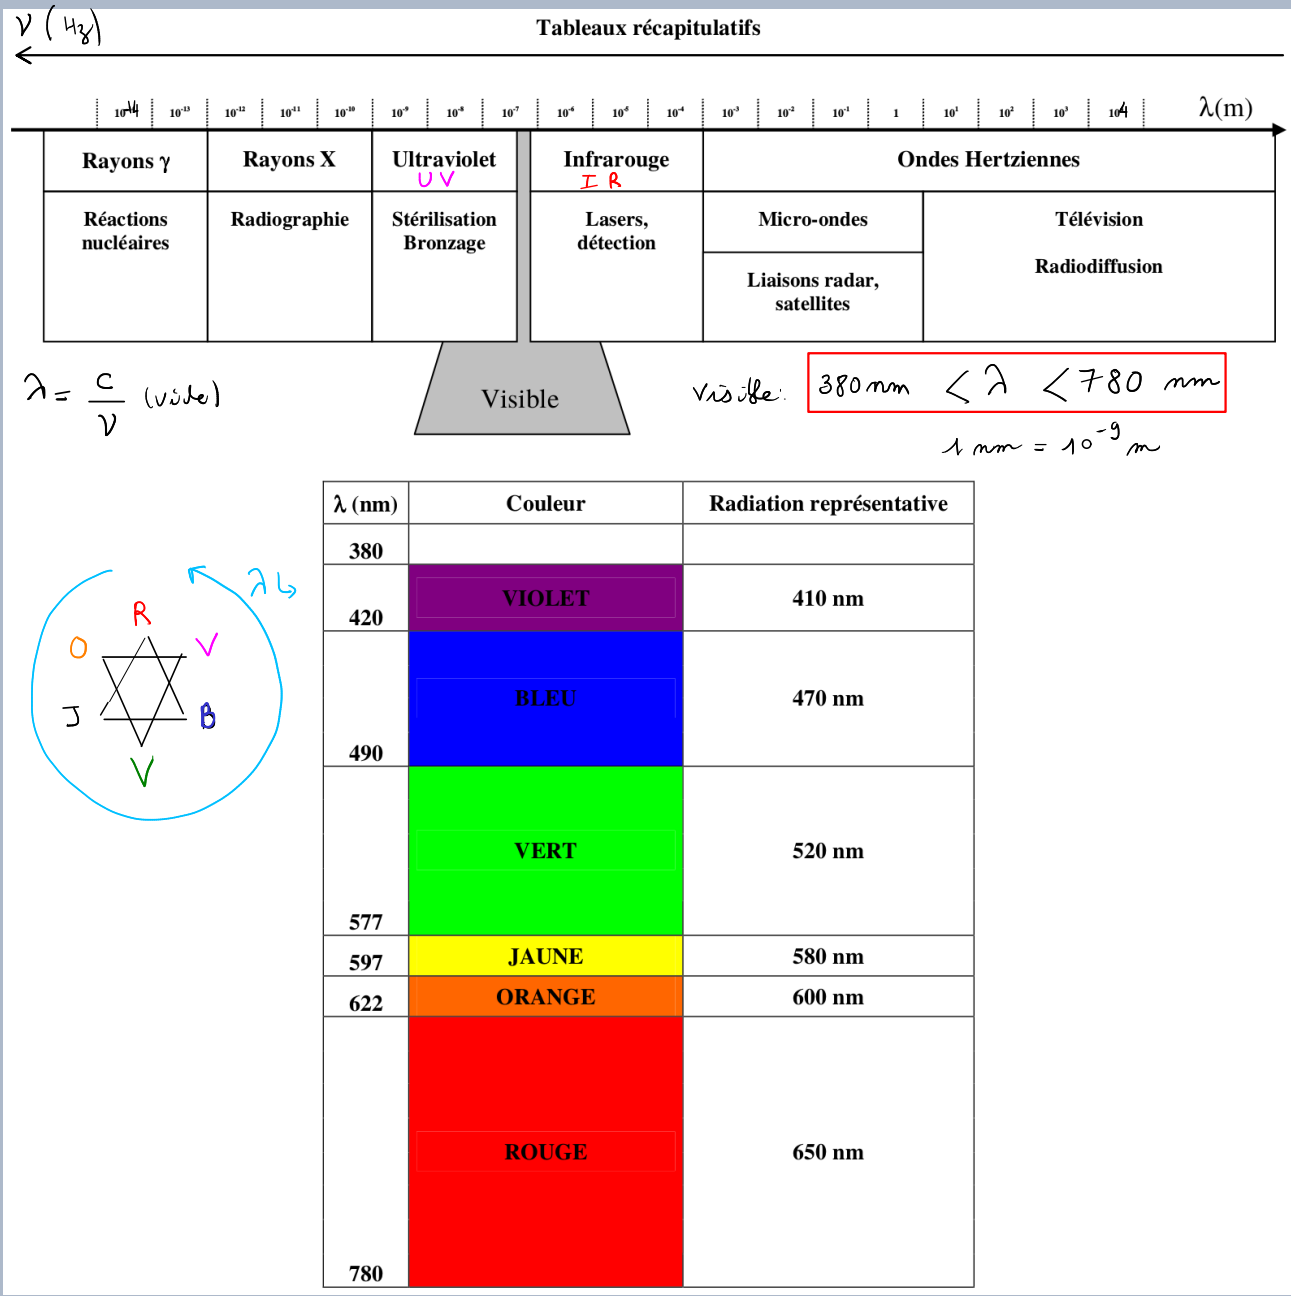 ν (Hz)
Tableaux récapitulatifs
10⁻¹⁴ 10⁻¹³ 10⁻¹² 10⁻¹¹ 10⁻¹⁰ 10⁻⁹ 10⁻⁸ 10⁻⁷ 10⁻⁶ 10⁻⁵ 10⁻⁴ 10⁻³ 10⁻² 10⁻¹ 1 10¹ 10² 10³ 10⁴ λ(m)
Rayons γ Rayons X Ultraviolet Infrarouge Ondes Hertziennes
UV IR
Réactions nucléaires
Radiographie
Stérilisation
Bronzage
Lasers,
détection
Micro-ondes
Liaisons radar,
satellites
Télévision
Radiodiffusion
λ = c/ν (vide)
Visible
visible: 380 nm < λ < 780 nm
1 nm = 10⁻⁹ m
λ (nm) Couleur Radiation représentative
380
VIOLET 410 nm
420
BLEU 470 nm
490
VERT 520 nm
577
JAUNE 580 nm
597
ORANGE 600 nm
622
ROUGE 650 nm
780
λ
R
O V
J B
V